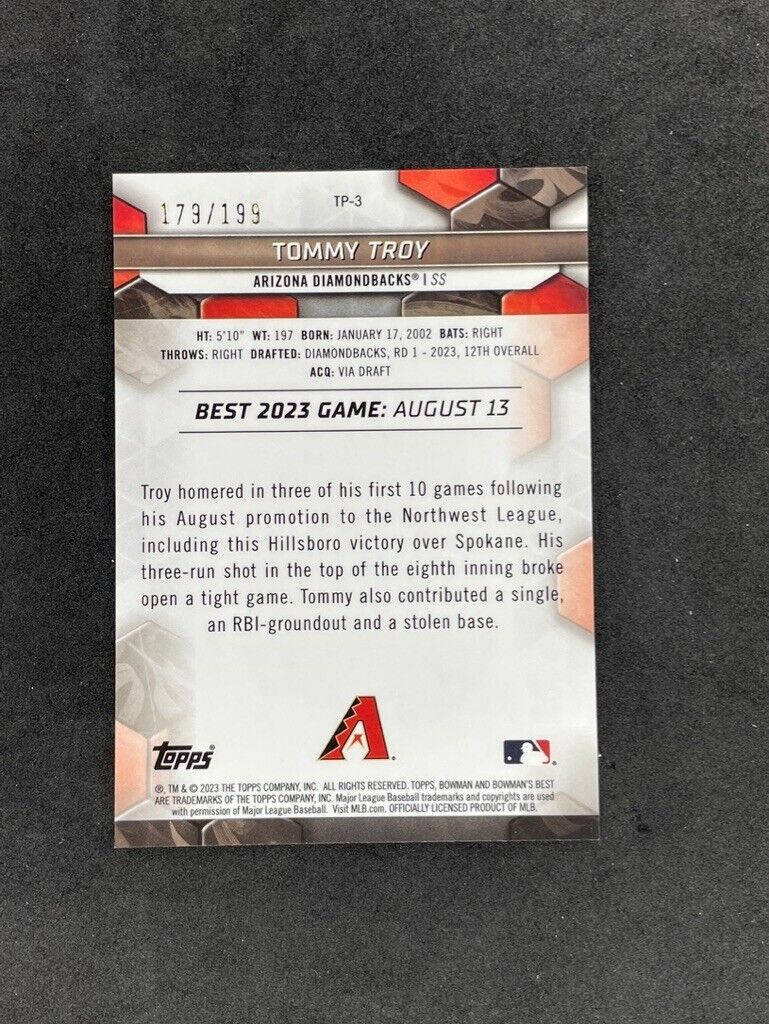 179/199
TP-3
TOMMY TROY
ARIZONA DIAMONDBACKS® | SS
HT: 5'10" WT: 197 BORN: JANUARY 17, 2002 BATS: RIGHT
THROWS: RIGHT DRAFTED: DIAMONDBACKS, RD 1 - 2023, 12TH OVERALL
ACQ: VIA DRAFT
BEST 2023 GAME: AUGUST 13
Troy homered in three of his first 10 games following
his August promotion to the Northwest League,
including this Hillsboro victory over Spokane. His
three-run shot in the top of the eighth inning broke
open a tight game. Tommy also contributed a single,
an RBI-groundout and a stolen base.
A
Topps®
®, TM & © 2023 THE TOPPS COMPANY, INC. ALL RIGHTS RESERVED. TOPPS, BOWMAN AND BOWMAN'S BEST
ARE TRADEMARKS OF THE TOPPS COMPANY, INC. Major League Baseball trademarks and copyrights are used
with permission of Major League Baseball. Visit MLB.com. OFFICIALLY LICENSED PRODUCT OF MLB.